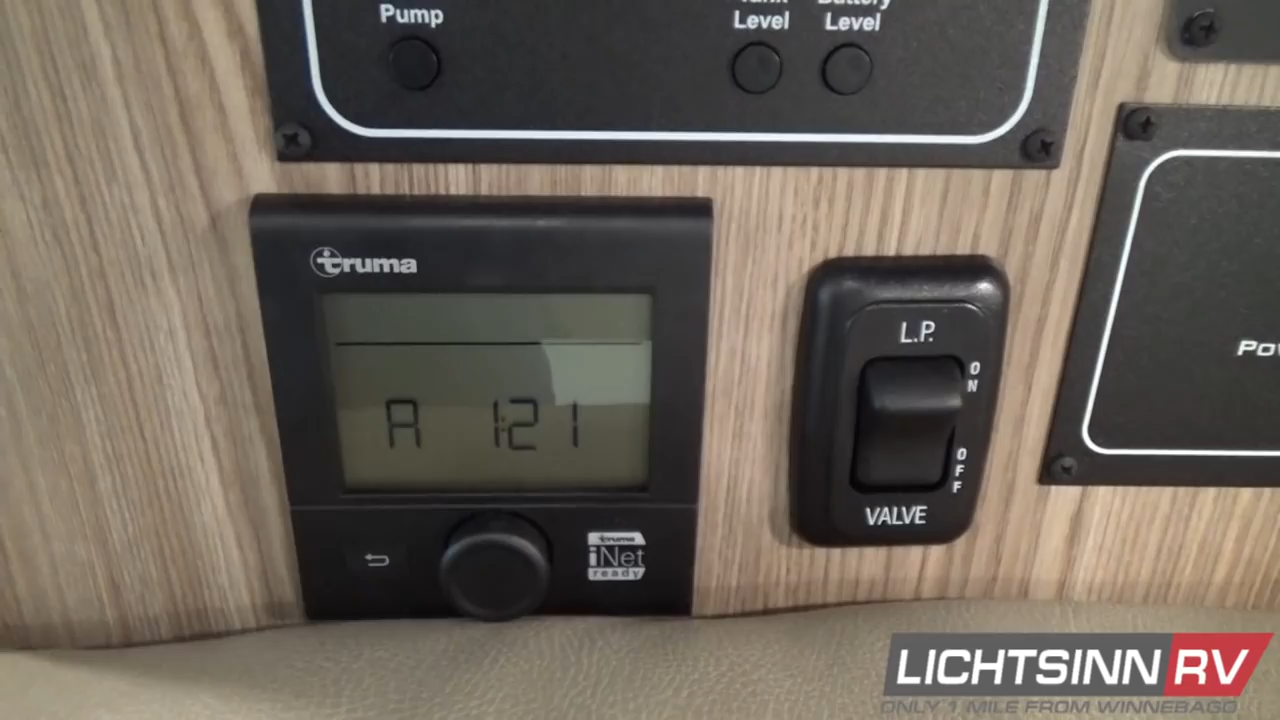 Pump
Level
Level
truma
A 1:21
truma
iNet
ready
L.P.
ON
OFF
VALVE
LICHTSINN RV
ONLY 1 MILE FROM WINNEBAGO